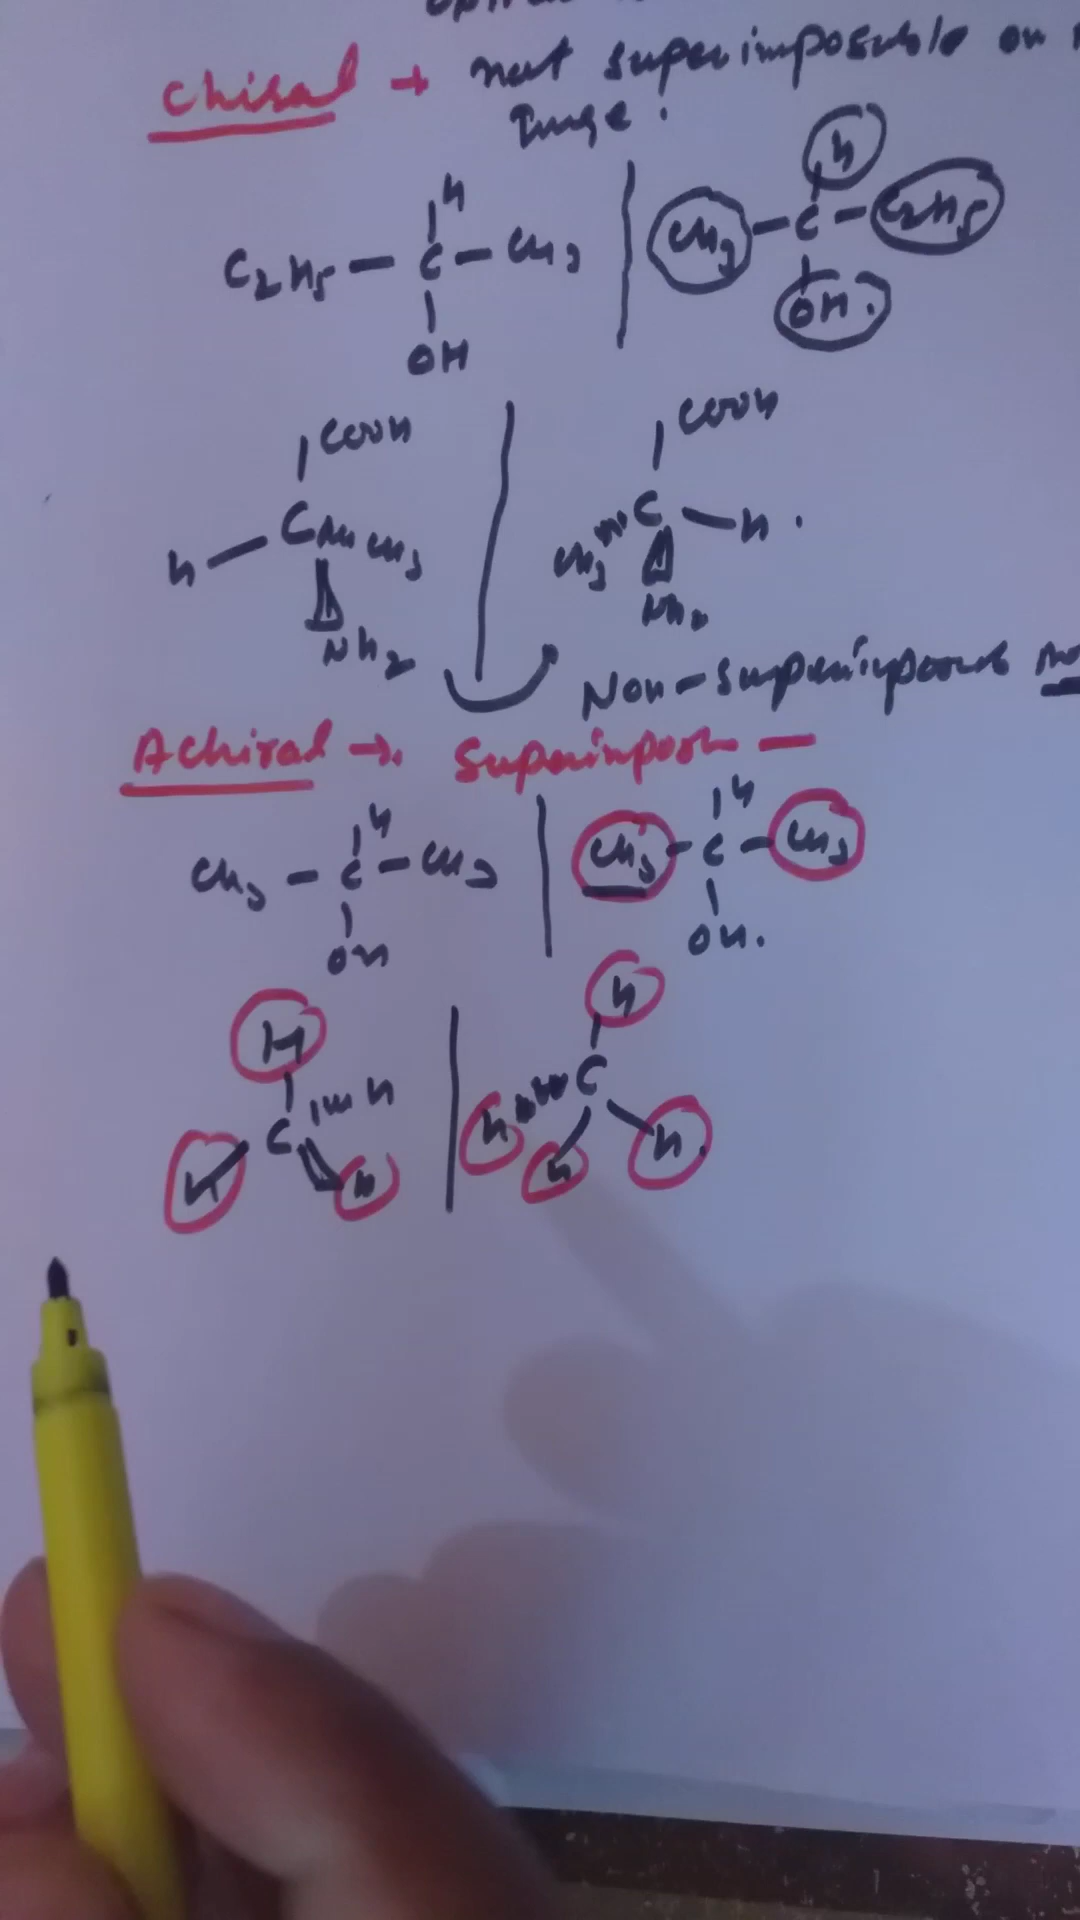 Chiral → not superimposable on
Image.
H
C2H5 - C - CH3
OH
H
CH3 - C - C2H5
OH.
COOH
H - C CH3
NH2
COOH
CH3 C - H.
NH2
Non-superimposable
Achiral → Superimpose -
H
CH3 - C - CH3
OH
H
CH3 - C - CH3
OH.
H
C H
H H
H
H C
H H.